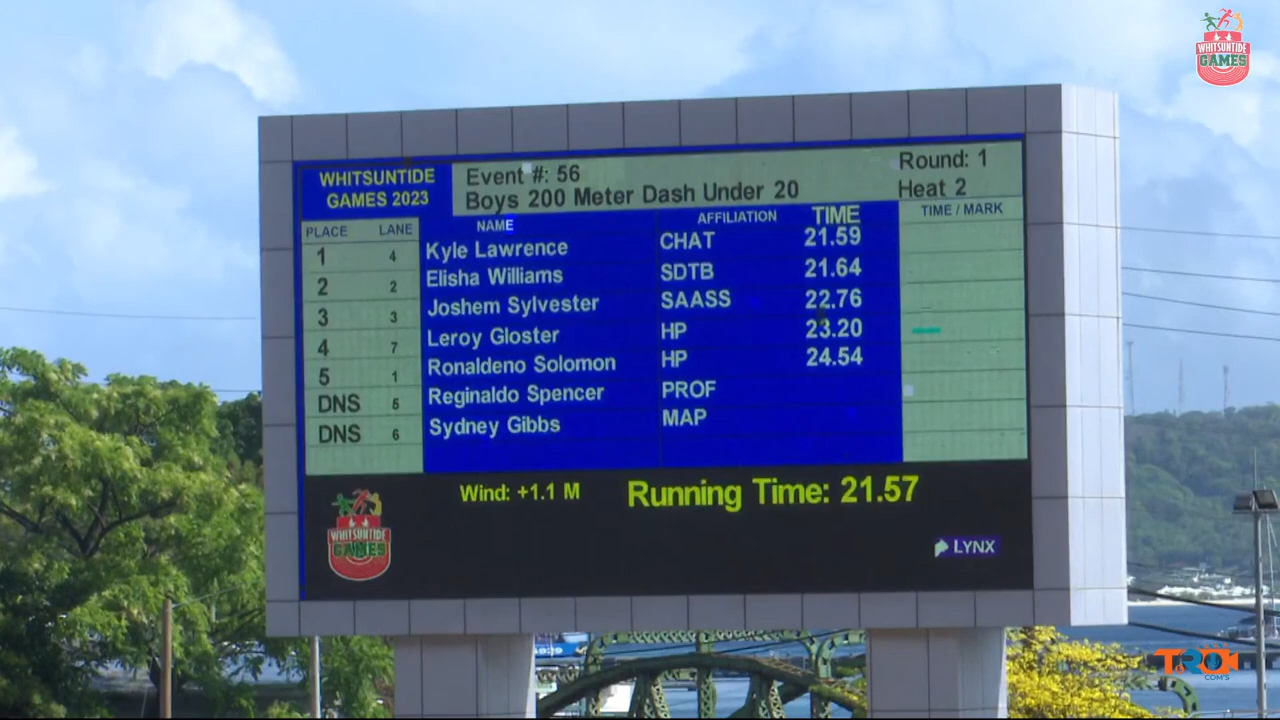 WHITSUNTIDE
GAMES
WHITSUNTIDE
GAMES 2023
Event #: 56
Round: 1
Boys 200 Meter Dash Under 20
Heat 2
PLACE LANE NAME AFFILIATION TIME TIME / MARK
1 4 Kyle Lawrence CHAT 21.59
2 2 Elisha Williams SDTB 21.64
3 3 Joshem Sylvester SAASS 22.76
4 7 Leroy Gloster HP 23.20
5 1 Ronaldeno Solomon HP 24.54
DNS 5 Reginaldo Spencer PROF
DNS 6 Sydney Gibbs MAP
Wind: +1.1 M Running Time: 21.57
WHITSUNTIDE
GAMES
LYNX
COM'S